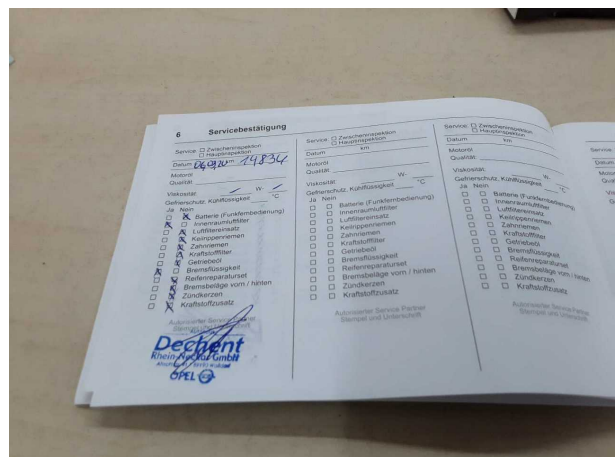 6 Servicebestätigung
Service: □ Zwischeninspektion
□ Hauptinspektion
Datum km 14834
Motoröl
Qualität
Viskosität W-
Gefrierschutz, Kühlflüssigkeit °C
Ja Nein
Batterie (Funkfernbedienung)
Innenraumluftfilter
Luftfiltereinsatz
Keilrippenriemen
Zahnriemen
Kraftstofffilter
Getriebeöl
Bremsflüssigkeit
Reifenreparaturset
Bremsbeläge vorn / hinten
Zündkerzen
Kraftstoffzusatz
Autorisierter Service-Partner
Stempel und Unterschrift
Dechent
Rhein-Neckar GmbH
OPEL
Service: □ Zwischeninspektion
□ Hauptinspektion
Datum km
Motoröl
Qualität
Viskosität W-
Gefrierschutz, Kühlflüssigkeit °C
Ja Nein
□ □ Batterie (Funkfernbedienung)
□ □ Innenraumluftfilter
□ □ Luftfiltereinsatz
□ □ Keilrippenriemen
□ □ Zahnriemen
□ □ Kraftstofffilter
□ □ Getriebeöl
□ □ Bremsflüssigkeit
□ □ Reifenreparaturset
□ □ Bremsbeläge vorn / hinten
□ □ Zündkerzen
□ □ Kraftstoffzusatz
Autorisierter Service-Partner
Stempel und Unterschrift
Service: □ Zwischeninspektion
□ Hauptinspektion
Datum km
Motoröl
Qualität
Viskosität W-
Gefrierschutz, Kühlflüssigkeit °C
Ja Nein
□ □ Batterie (Funkfernbedienung)
□ □ Innenraumluftfilter
□ □ Luftfiltereinsatz
□ □ Keilrippenriemen
□ □ Zahnriemen
□ □ Kraftstofffilter
□ □ Getriebeöl
□ □ Bremsflüssigkeit
□ □ Reifenreparaturset
□ □ Bremsbeläge vorn / hinten
□ □ Zündkerzen
□ □ Kraftstoffzusatz
Autorisierter Service-Partner
Stempel und Unterschrift
Service
Datum